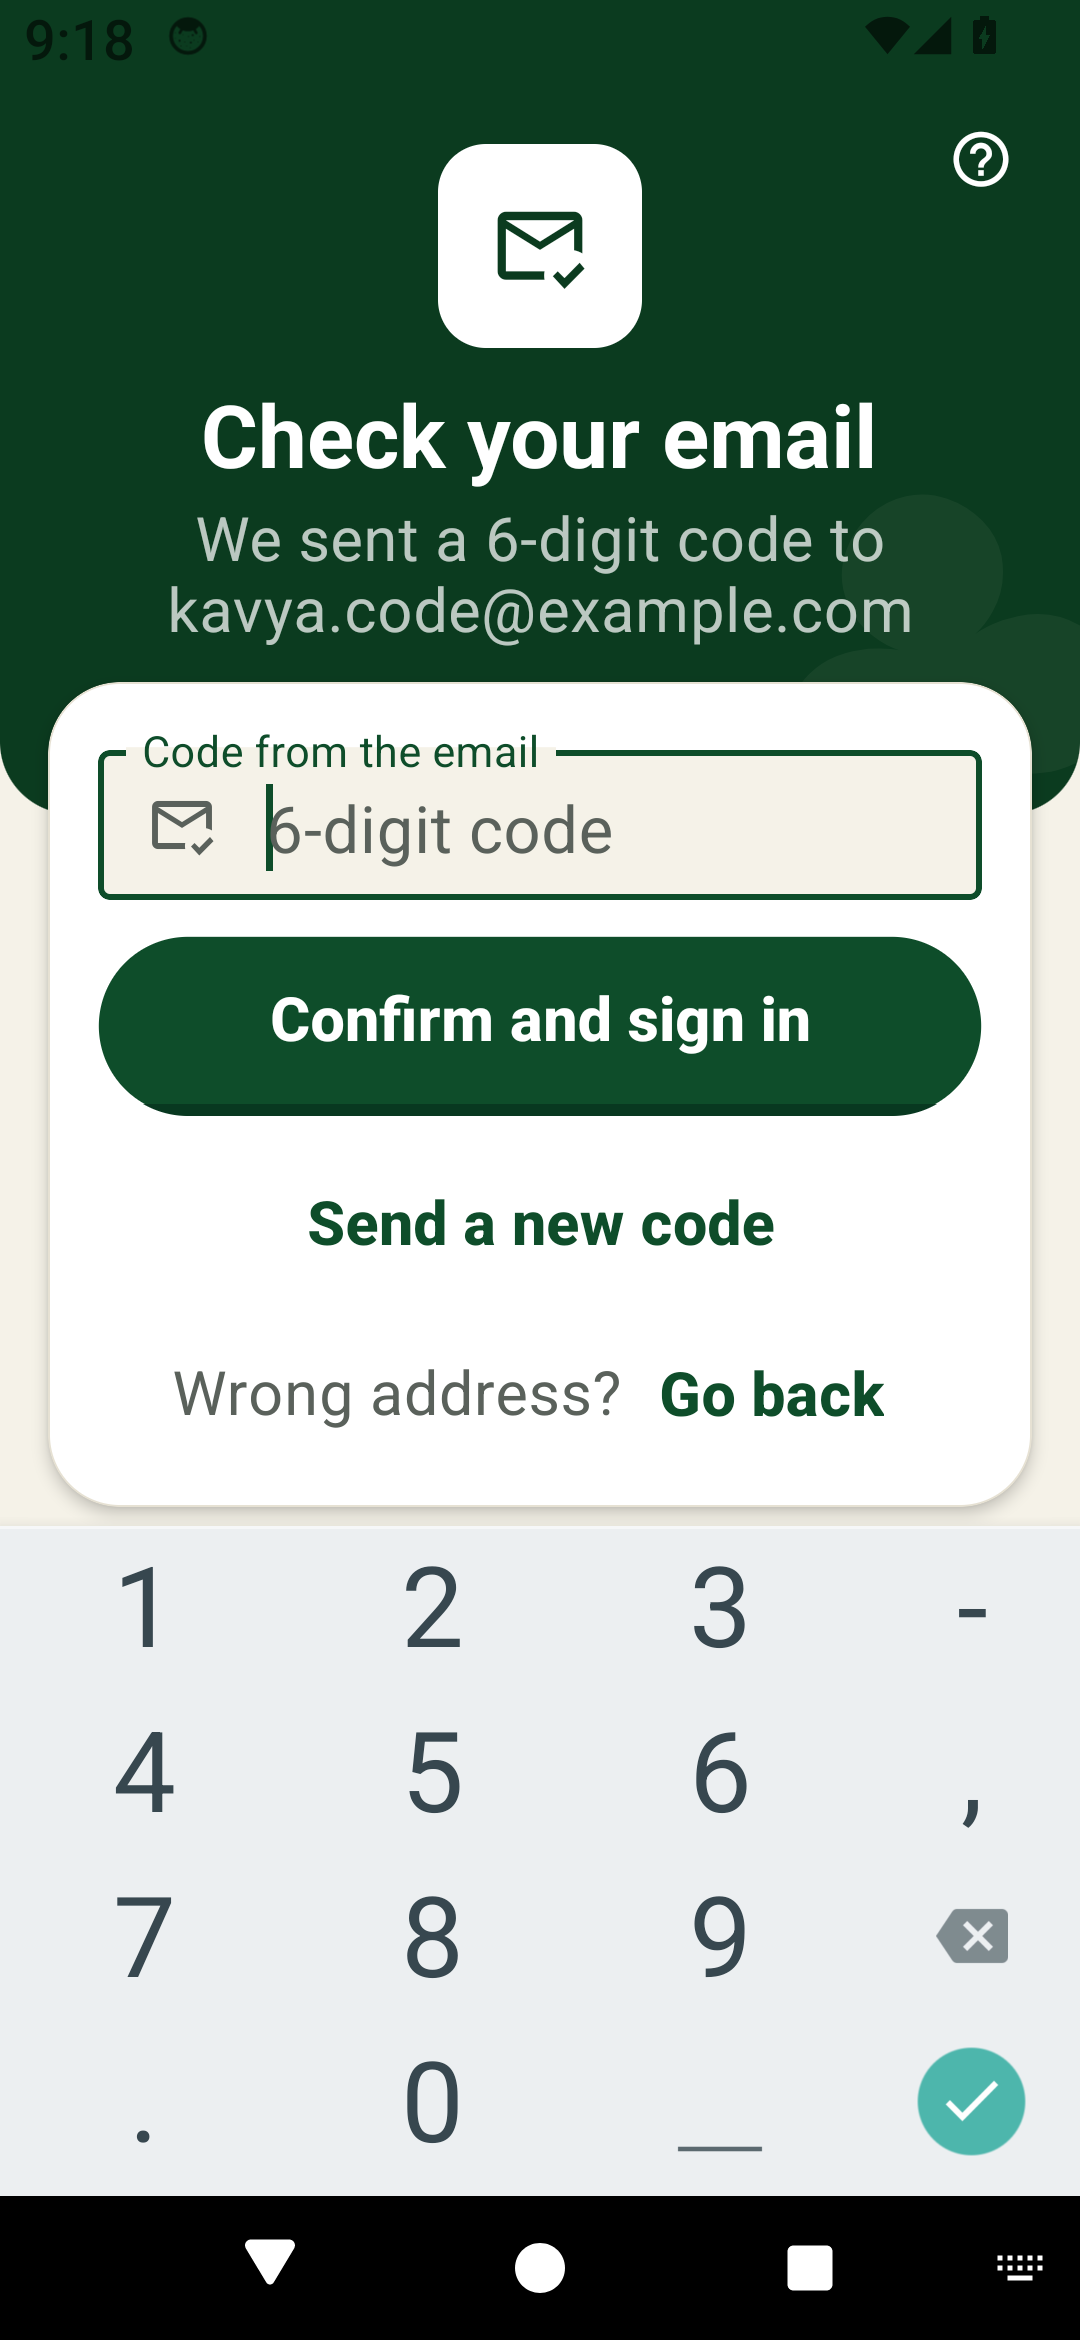 9:18
Check your email
We sent a 6-digit code to
kavya.code@example.com
Code from the email
6-digit code
Confirm and sign in
Send a new code
Wrong address? Go back
1 2 3 -
4 5 6 ,
7 8 9
. 0